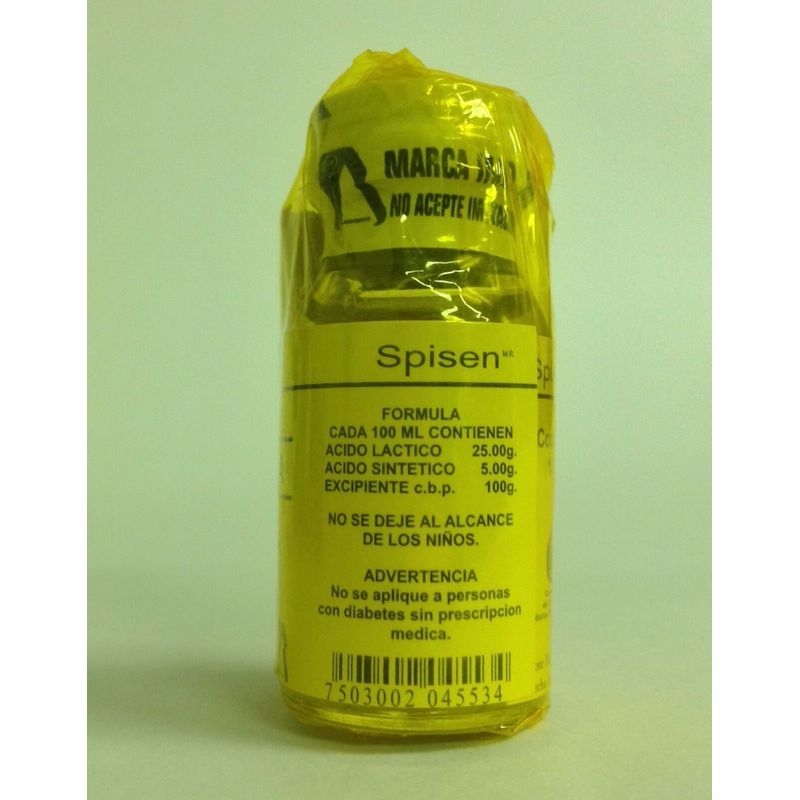 MARCA
NO ACEPTE
Spisen M.R.
FORMULA
CADA 100 ML CONTIENEN
ACIDO LACTICO 25.00g.
ACIDO SINTETICO 5.00g.
EXCIPIENTE c.b.p. 100g.
NO SE DEJE AL ALCANCE
DE LOS NIÑOS.
ADVERTENCIA
No se aplique a personas
con diabetes sin prescripcion
medica.
7503002 045534